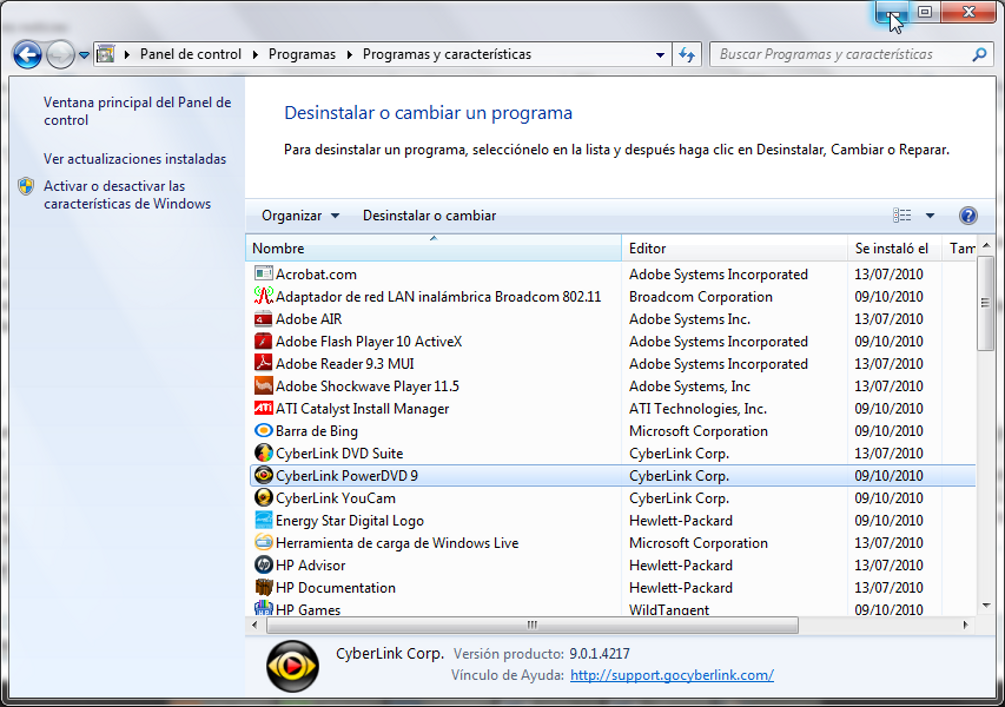 Panel de control ▸ Programas ▸ Programas y características
Buscar Programas y características
Ventana principal del Panel de
control
Ver actualizaciones instaladas
Activar o desactivar las
características de Windows
Desinstalar o cambiar un programa
Para desinstalar un programa, selecciónelo en la lista y después haga clic en Desinstalar, Cambiar o Reparar.
Organizar Desinstalar o cambiar
Nombre Editor Se instaló el Tam
Acrobat.com Adobe Systems Incorporated 13/07/2010
Adaptador de red LAN inalámbrica Broadcom 802.11 Broadcom Corporation 09/10/2010
Adobe AIR Adobe Systems Inc. 13/07/2010
Adobe Flash Player 10 ActiveX Adobe Systems Incorporated 09/10/2010
Adobe Reader 9.3 MUI Adobe Systems Incorporated 13/07/2010
Adobe Shockwave Player 11.5 Adobe Systems, Inc 13/07/2010
ATI Catalyst Install Manager ATI Technologies, Inc. 09/10/2010
Barra de Bing Microsoft Corporation 09/10/2010
CyberLink DVD Suite CyberLink Corp. 13/07/2010
CyberLink PowerDVD 9 CyberLink Corp. 09/10/2010
CyberLink YouCam CyberLink Corp. 09/10/2010
Energy Star Digital Logo Hewlett-Packard 09/10/2010
Herramienta de carga de Windows Live Microsoft Corporation 13/07/2010
HP Advisor Hewlett-Packard 13/07/2010
HP Documentation Hewlett-Packard 13/07/2010
HP Games WildTangent 09/10/2010
CyberLink Corp. Versión producto: 9.0.1.4217
Vínculo de Ayuda: http://support.gocyberlink.com/